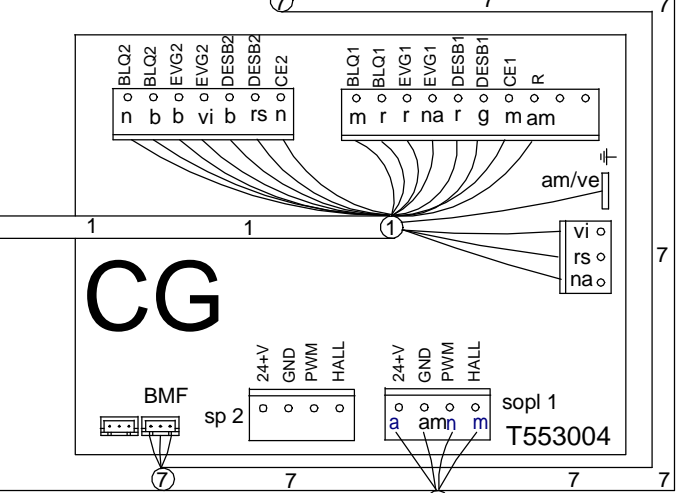 7 7 7
BLQ2 BLQ2 EVG2 EVG2 DESB2 DESB2 CE2
n b b vi b rs n
BLQ1 BLQ1 EVG1 EVG1 DESB1 DESB1 CE1 R
m r r na r g m am
am/ve
1 1 1
vi
rs
na
7
CG
24+V GND PWM HALL
24+V GND PWM HALL
BMF
sp 2
a am n m
sopl 1
T553004
7 7 7 7